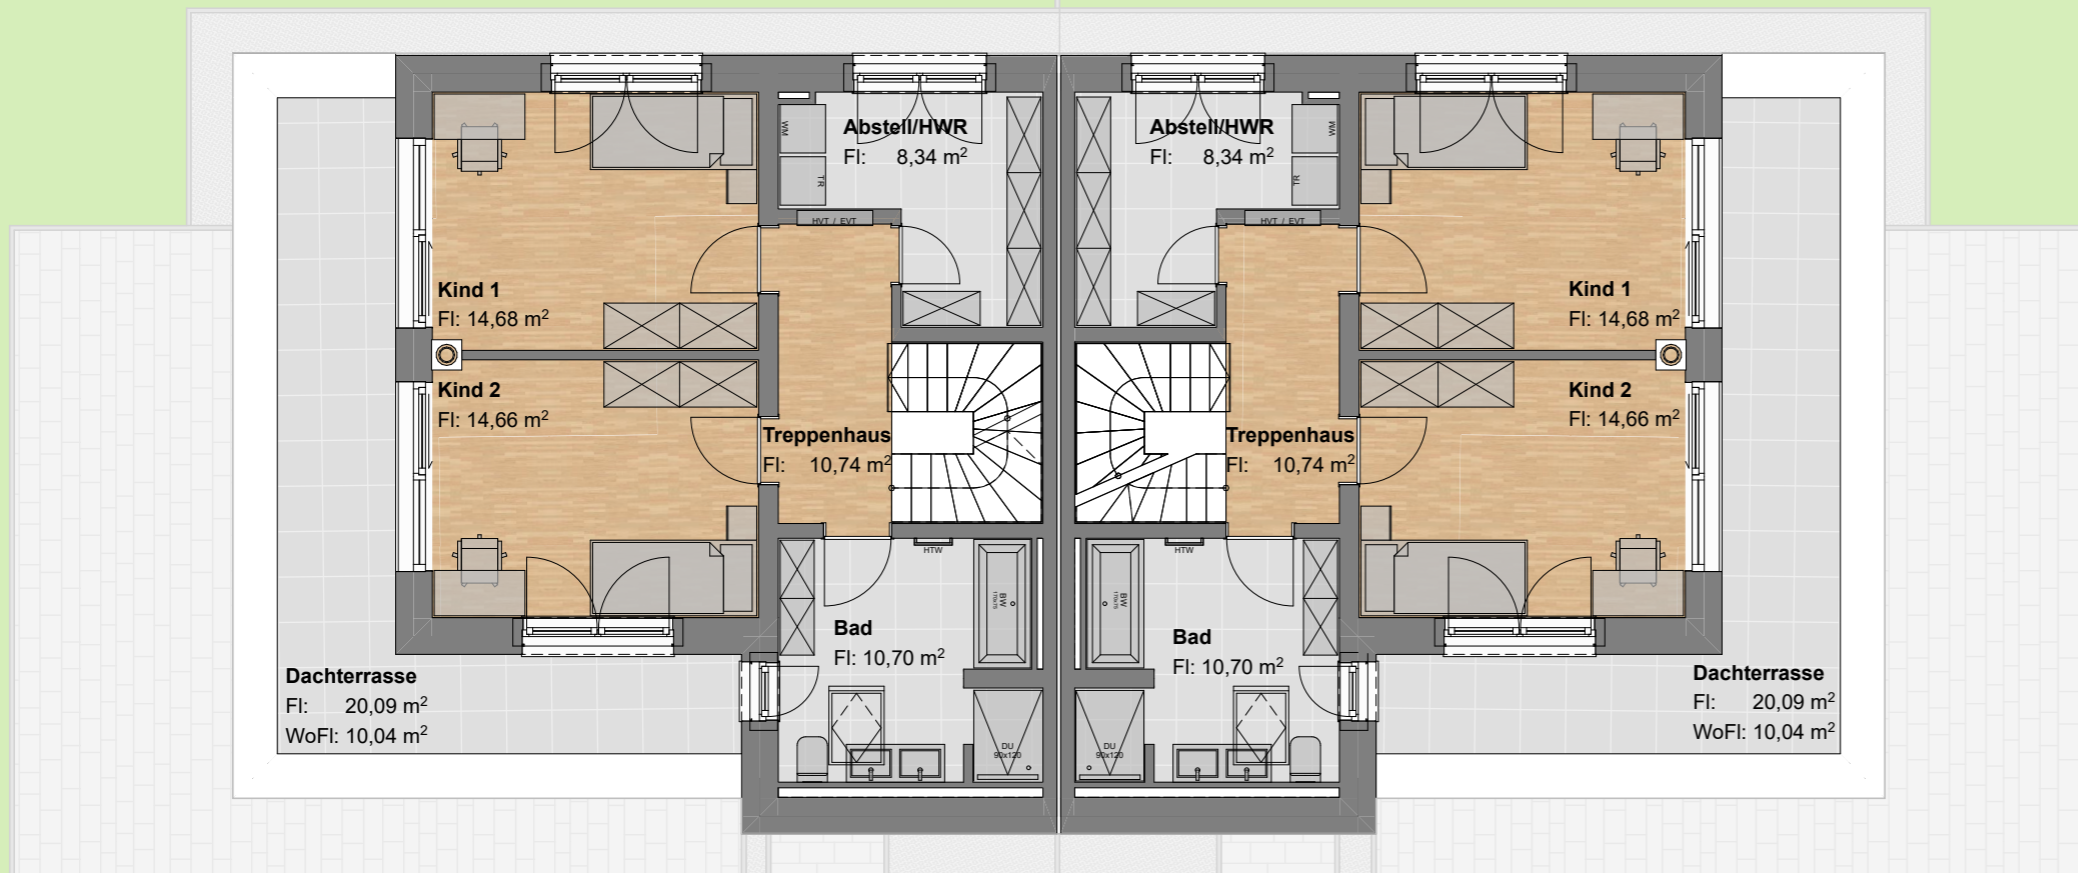 WM
TR
Abstell/HWR
Fl: 8,34 m²
HVT / EVT
Abstell/HWR
Fl: 8,34 m²
WM
TR
HVT / EVT
Kind 1
Fl: 14,68 m²
Kind 1
Fl: 14,68 m²
Kind 2
Fl: 14,66 m²
Kind 2
Fl: 14,66 m²
Treppenhaus
Fl: 10,74 m²
Treppenhaus
Fl: 10,74 m²
HTW
BW
170x75
Bad
Fl: 10,70 m²
HTW
BW
170x75
Bad
Fl: 10,70 m²
Dachterrasse
Fl: 20,09 m²
WoFl: 10,04 m²
DU
90x120
DU
90x120
Dachterrasse
Fl: 20,09 m²
WoFl: 10,04 m²